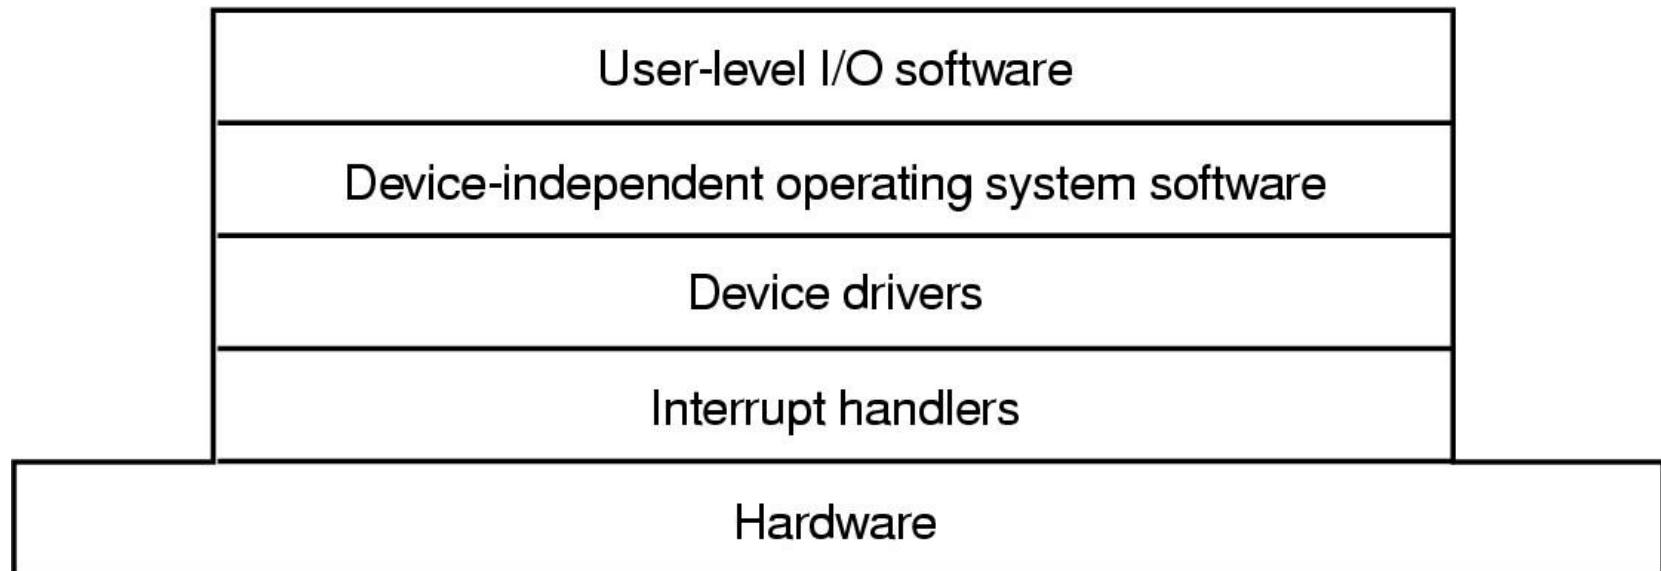 User-level I/O software
Device-independent operating system software
Device drivers
Interrupt handlers
Hardware